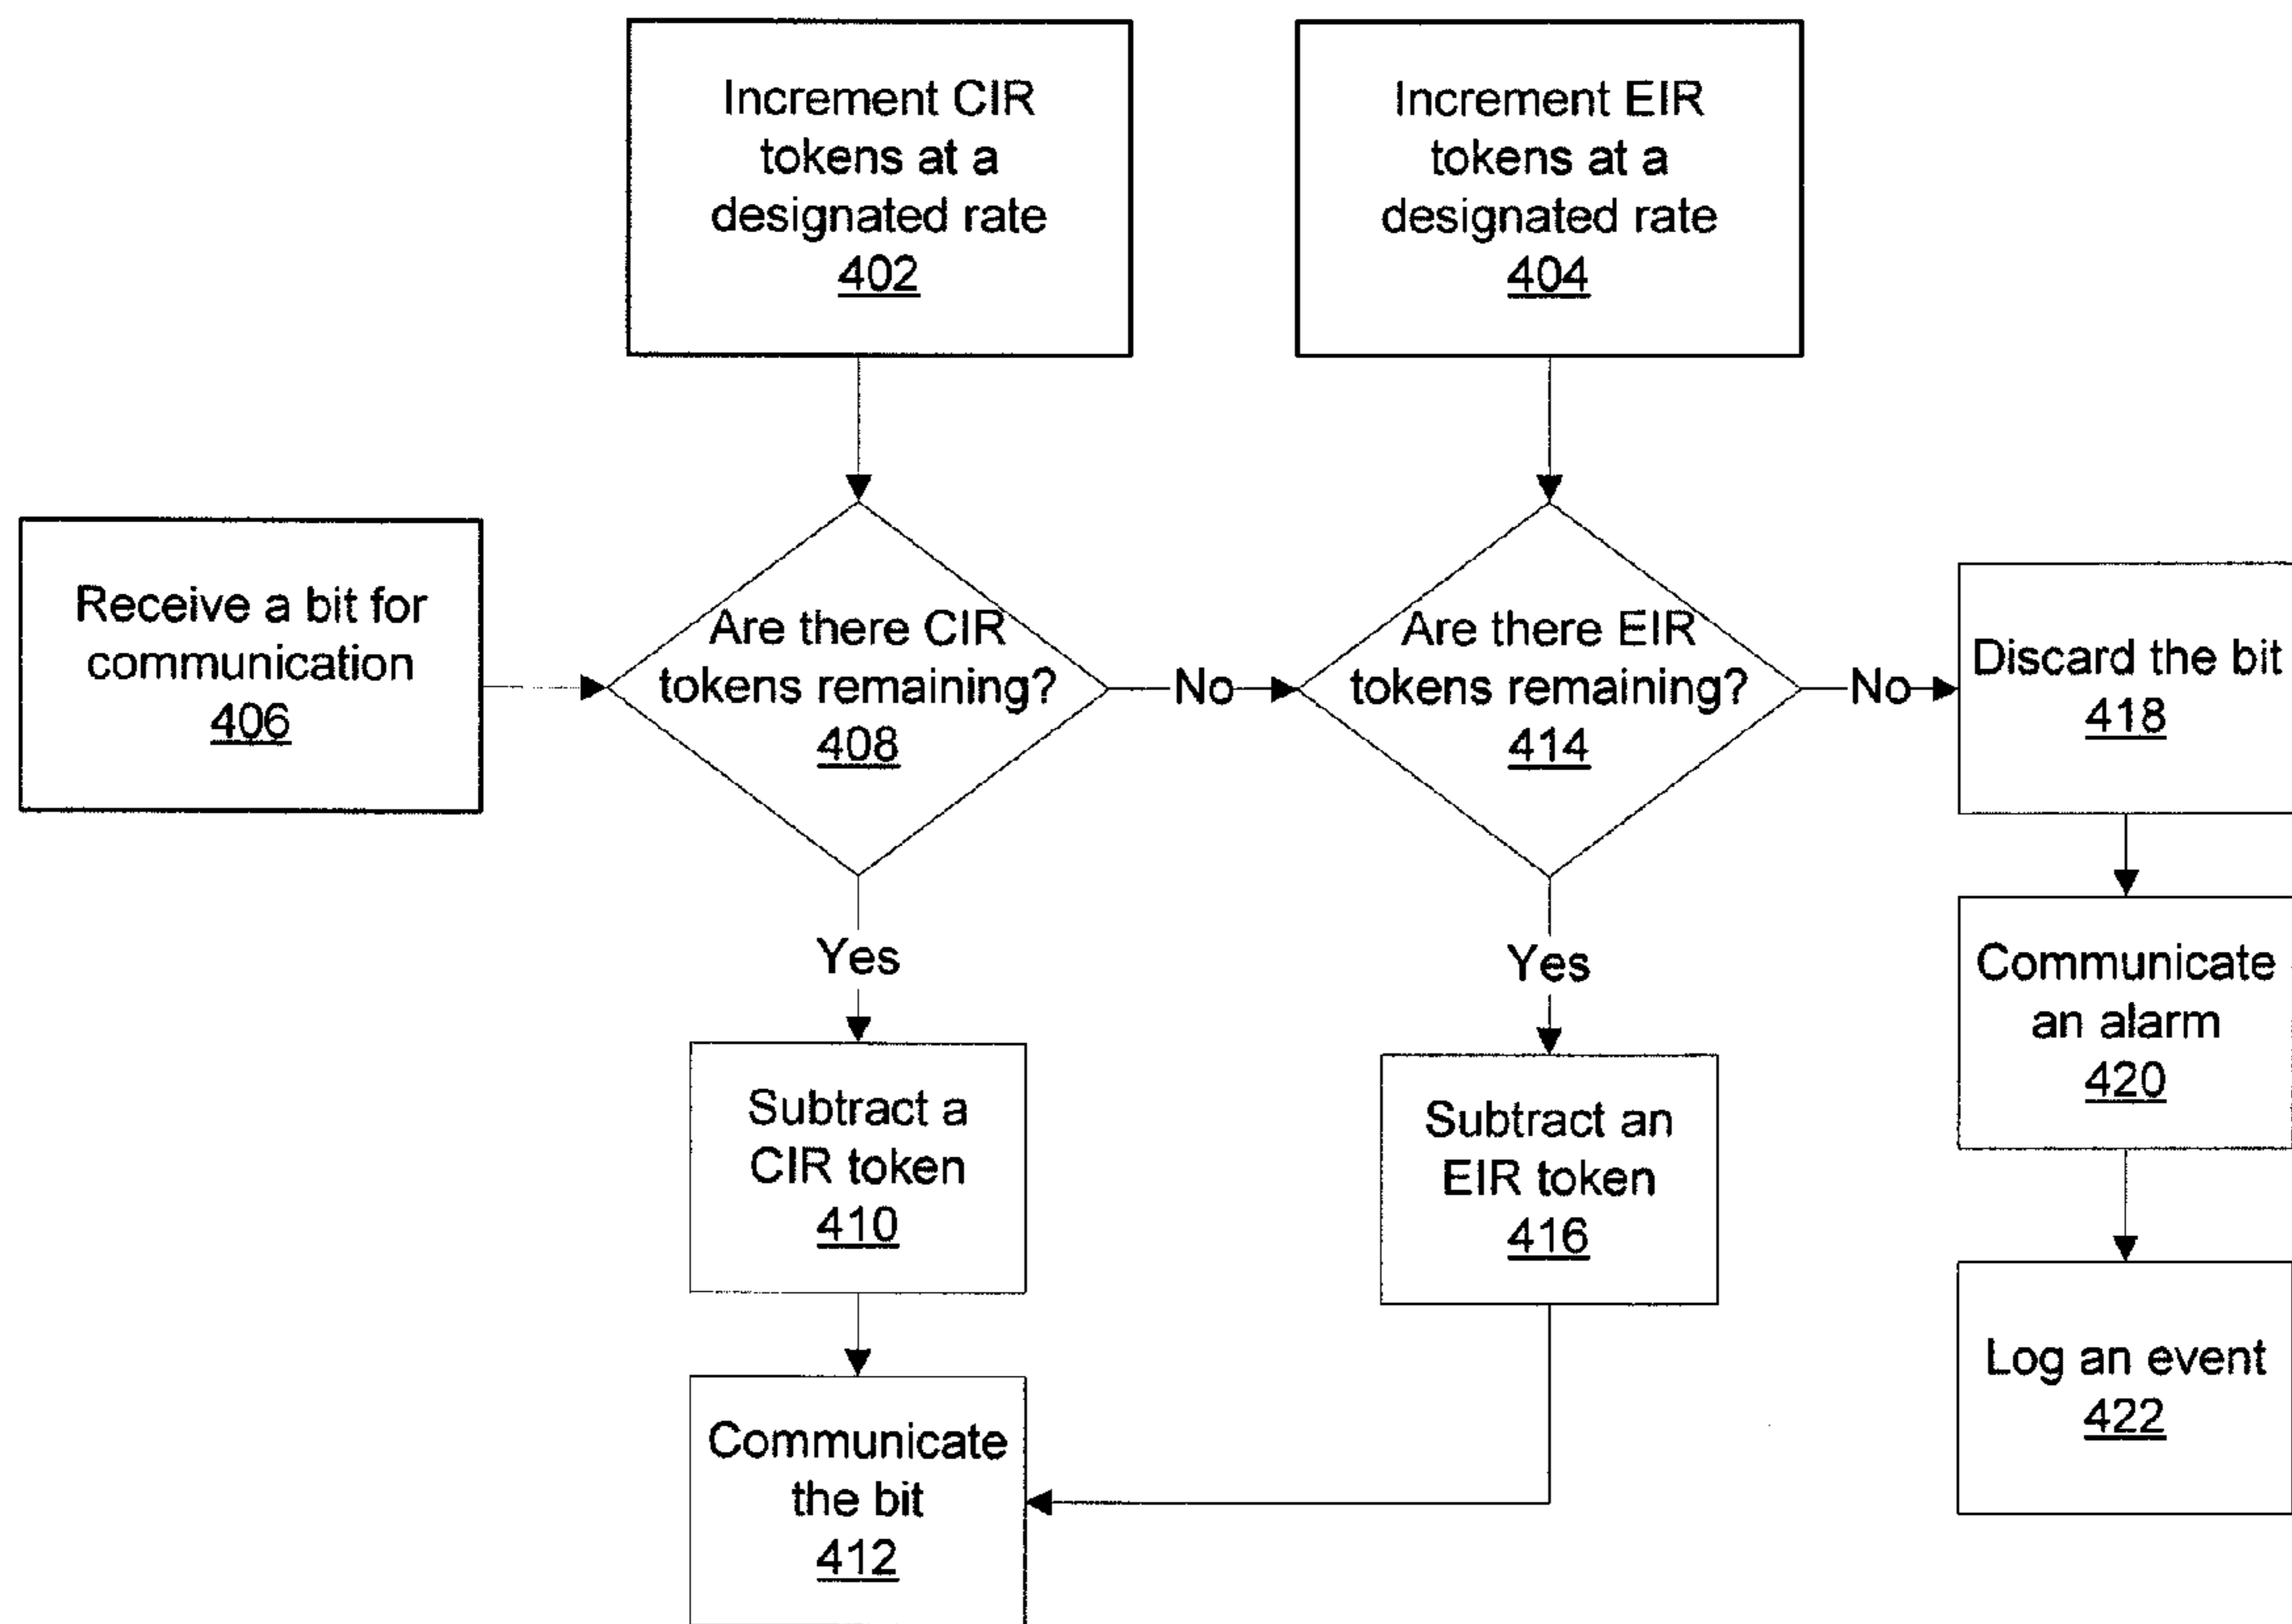 Increment CIR
tokens at a
designated rate
402
Increment EIR
tokens at a
designated rate
404
Receive a bit for
communication
406
Are there CIR
tokens remaining?
408
No
Are there EIR
tokens remaining?
414
No
Discard the bit
418
Yes
Yes
Communicate
an alarm
420
Subtract a
CIR token
410
Subtract an
EIR token
416
Log an event
422
Communicate
the bit
412